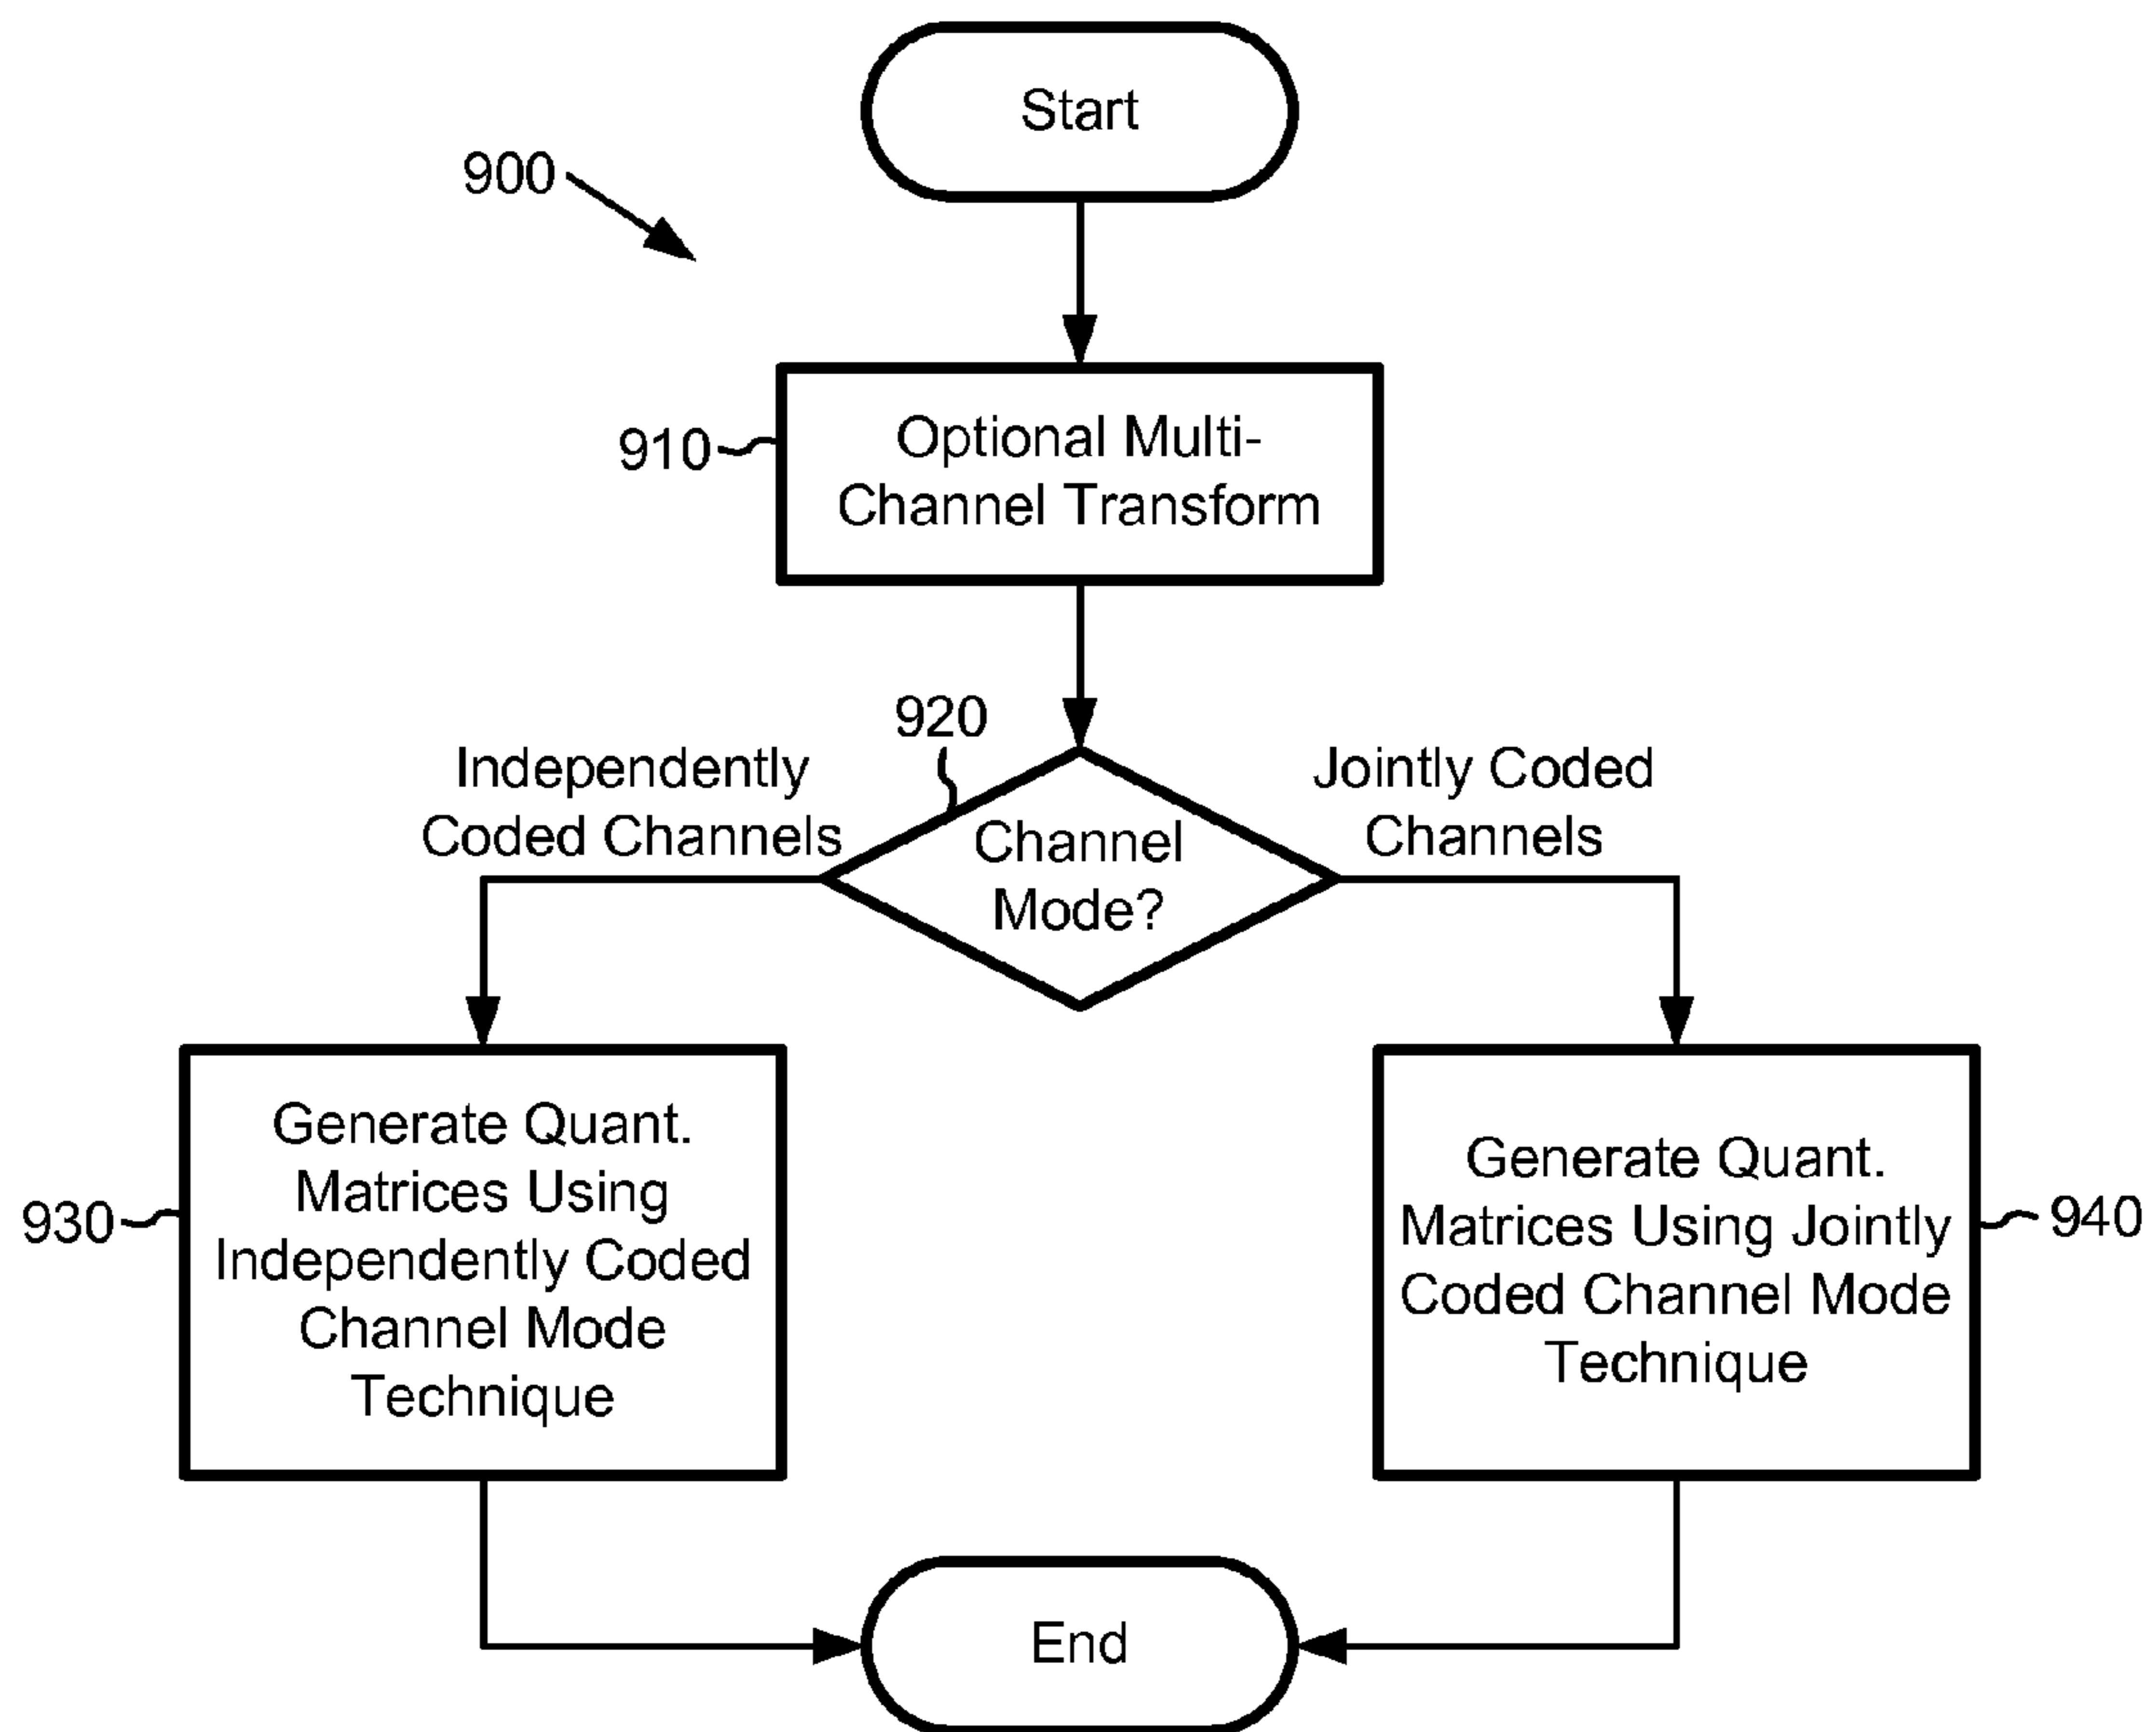 Start
900
910
Optional Multi-
Channel Transform
920
Independently
Coded Channels
Channel
Mode?
Jointly Coded
Channels
930
Generate Quant.
Matrices Using
Independently Coded
Channel Mode
Technique
Generate Quant.
Matrices Using Jointly
Coded Channel Mode
Technique
940
End